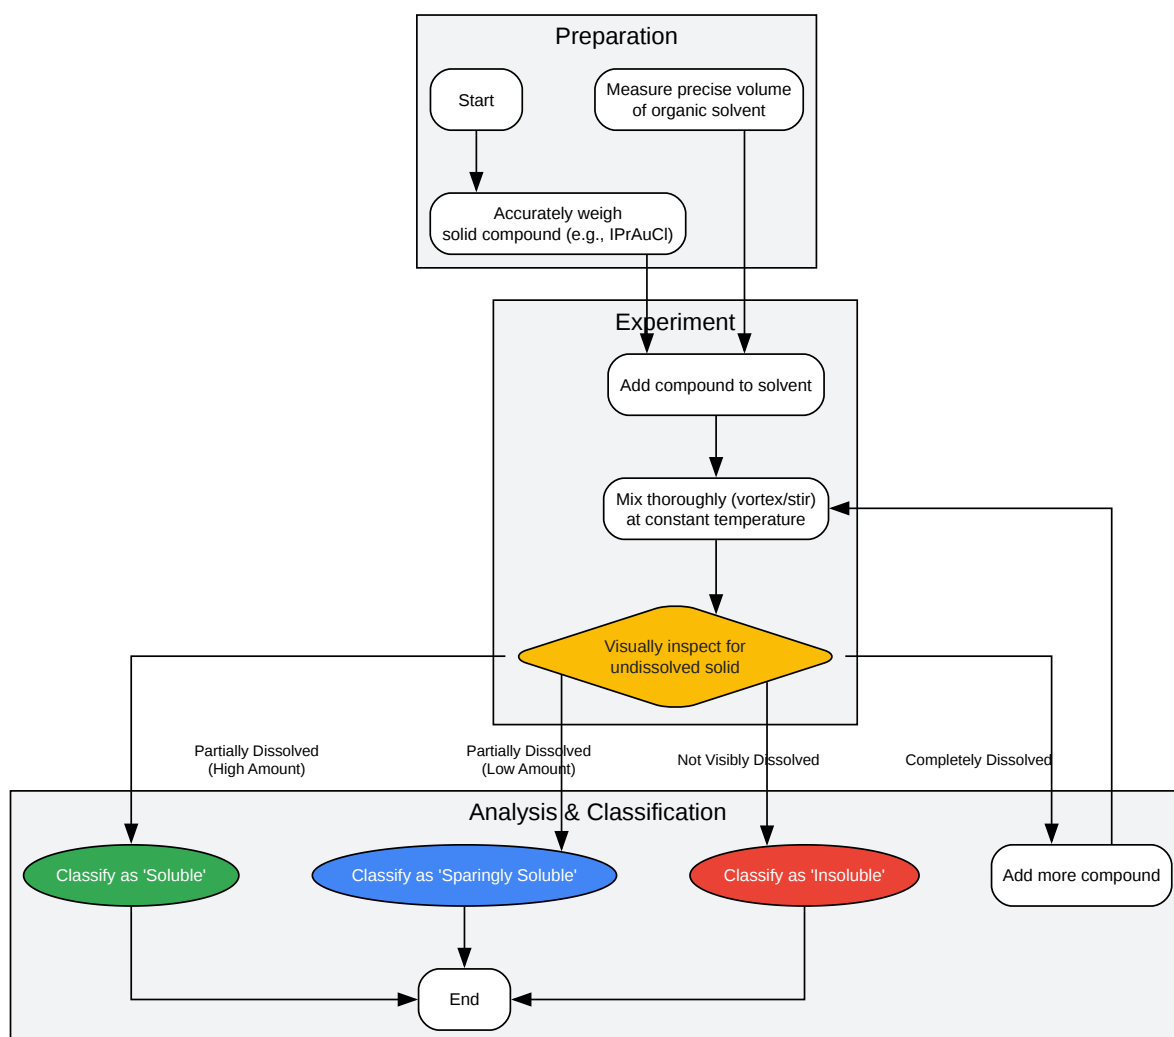 Preparation
Start
Measure precise volume
of organic solvent
Accurately weigh
solid compound (e.g., IPrAuCl)
Experiment
Add compound to solvent
Mix thoroughly (vortex/stir)
at constant temperature
Visually inspect for
undissolved solid
Partially Dissolved
(High Amount)
Partially Dissolved
(Low Amount)
Not Visibly Dissolved
Completely Dissolved
Analysis & Classification
Classify as 'Soluble'
Classify as 'Sparingly Soluble'
Classify as 'Insoluble'
Add more compound
End